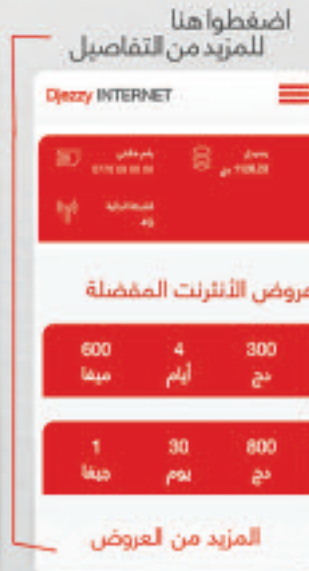 اضغطوا هنا
للمزيد من التفاصيل
Djezzy INTERNET
عروض الأنترنت المفضلة
600 4 300
ميغا أيام دج
1 30 800
جيغا يوم دج
المزيد من العروض